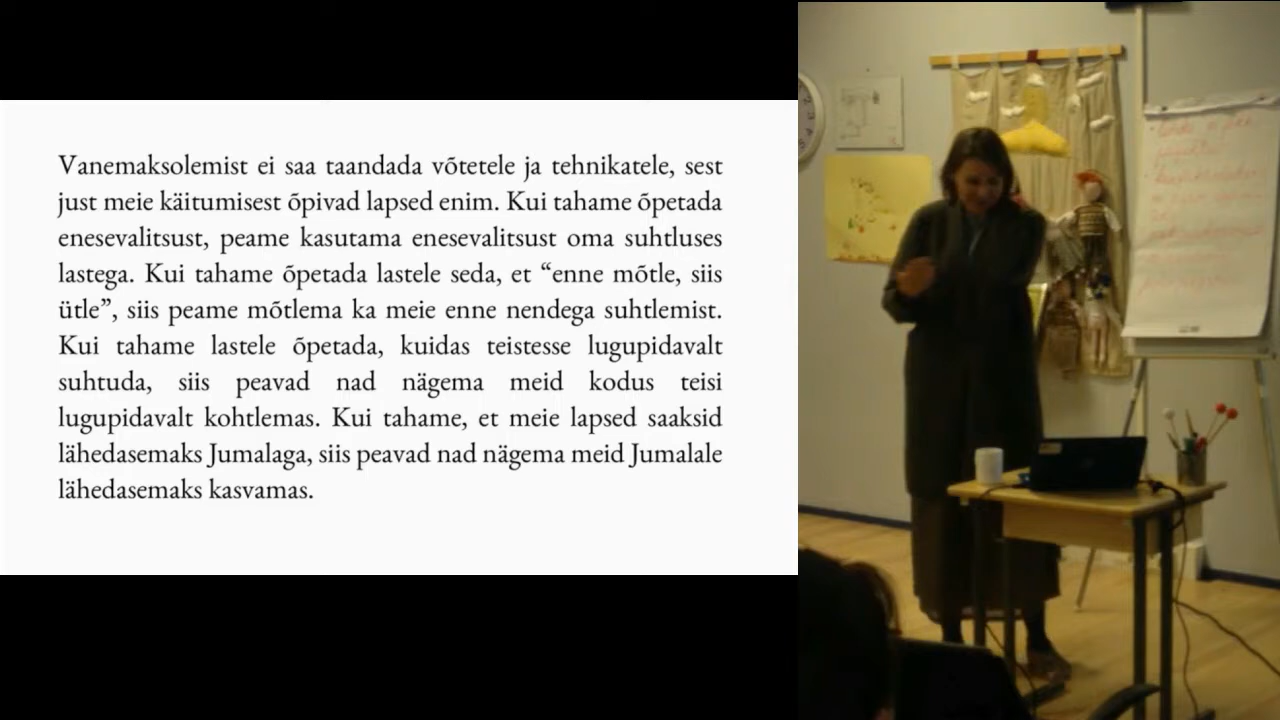 Vanemaksolemist ei saa taandada võtetele ja tehnikatele, sest
just meie käitumisest õpivad lapsed enim. Kui tahame õpetada
enesevalitsust, peame kasutama enesevalitsust oma suhtluses
lastega. Kui tahame õpetada lastele seda, et “enne mõtle, siis
ütle”, siis peame mõtlema ka meie enne nendega suhtlemist.
Kui tahame lastele õpetada, kuidas teistesse lugupidavalt
suhtuda, siis peavad nad nägema meid kodus teisi
lugupidavalt kohtlemas. Kui tahame, et meie lapsed saaksid
lähedasemaks Jumalaga, siis peavad nad nägema meid Jumalale
lähedasemaks kasvamas.